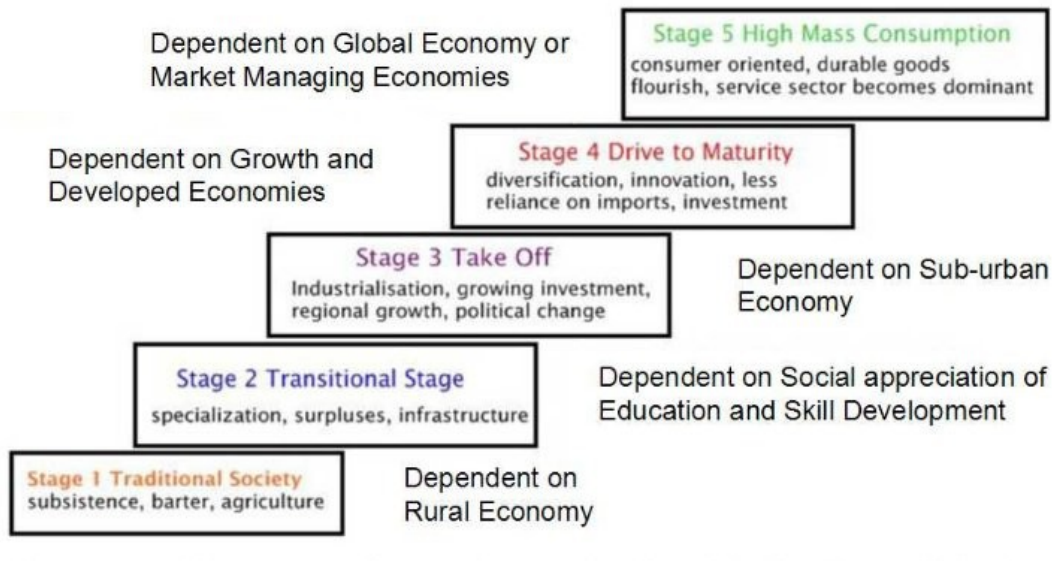 Dependent on Global Economy or
Market Managing Economies
Stage 5 High Mass Consumption
consumer oriented, durable goods
flourish, service sector becomes dominant
Dependent on Growth and
Developed Economies
Stage 4 Drive to Maturity
diversification, innovation, less
reliance on imports, investment
Stage 3 Take Off
Industrialisation, growing investment,
regional growth, political change
Dependent on Sub-urban
Economy
Stage 2 Transitional Stage
specialization, surpluses, infrastructure
Dependent on Social appreciation of
Education and Skill Development
Stage 1 Traditional Society
subsistence, barter, agriculture
Dependent on
Rural Economy